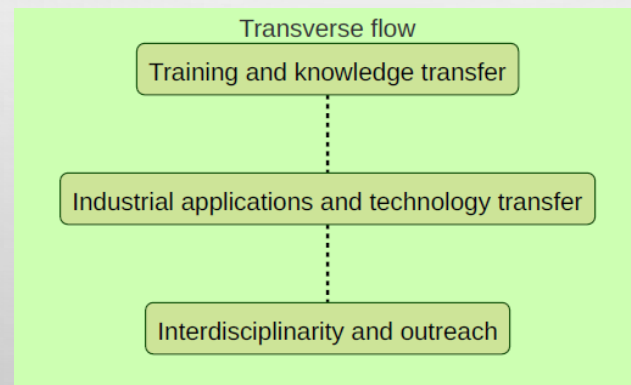 Transverse flow
Training and knowledge transfer
Industrial applications and technology transfer
Interdisciplinarity and outreach